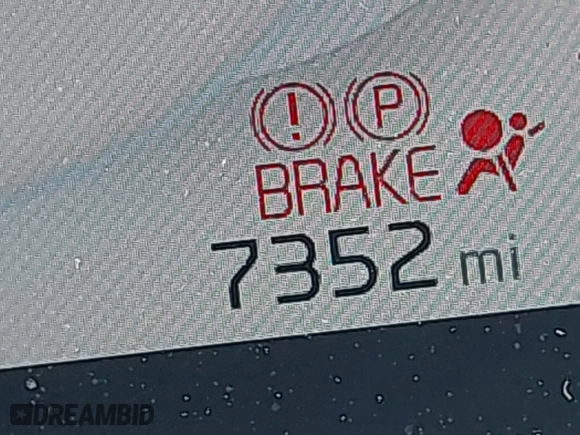 ! P
BRAKE
7352 mi
DREAMBID